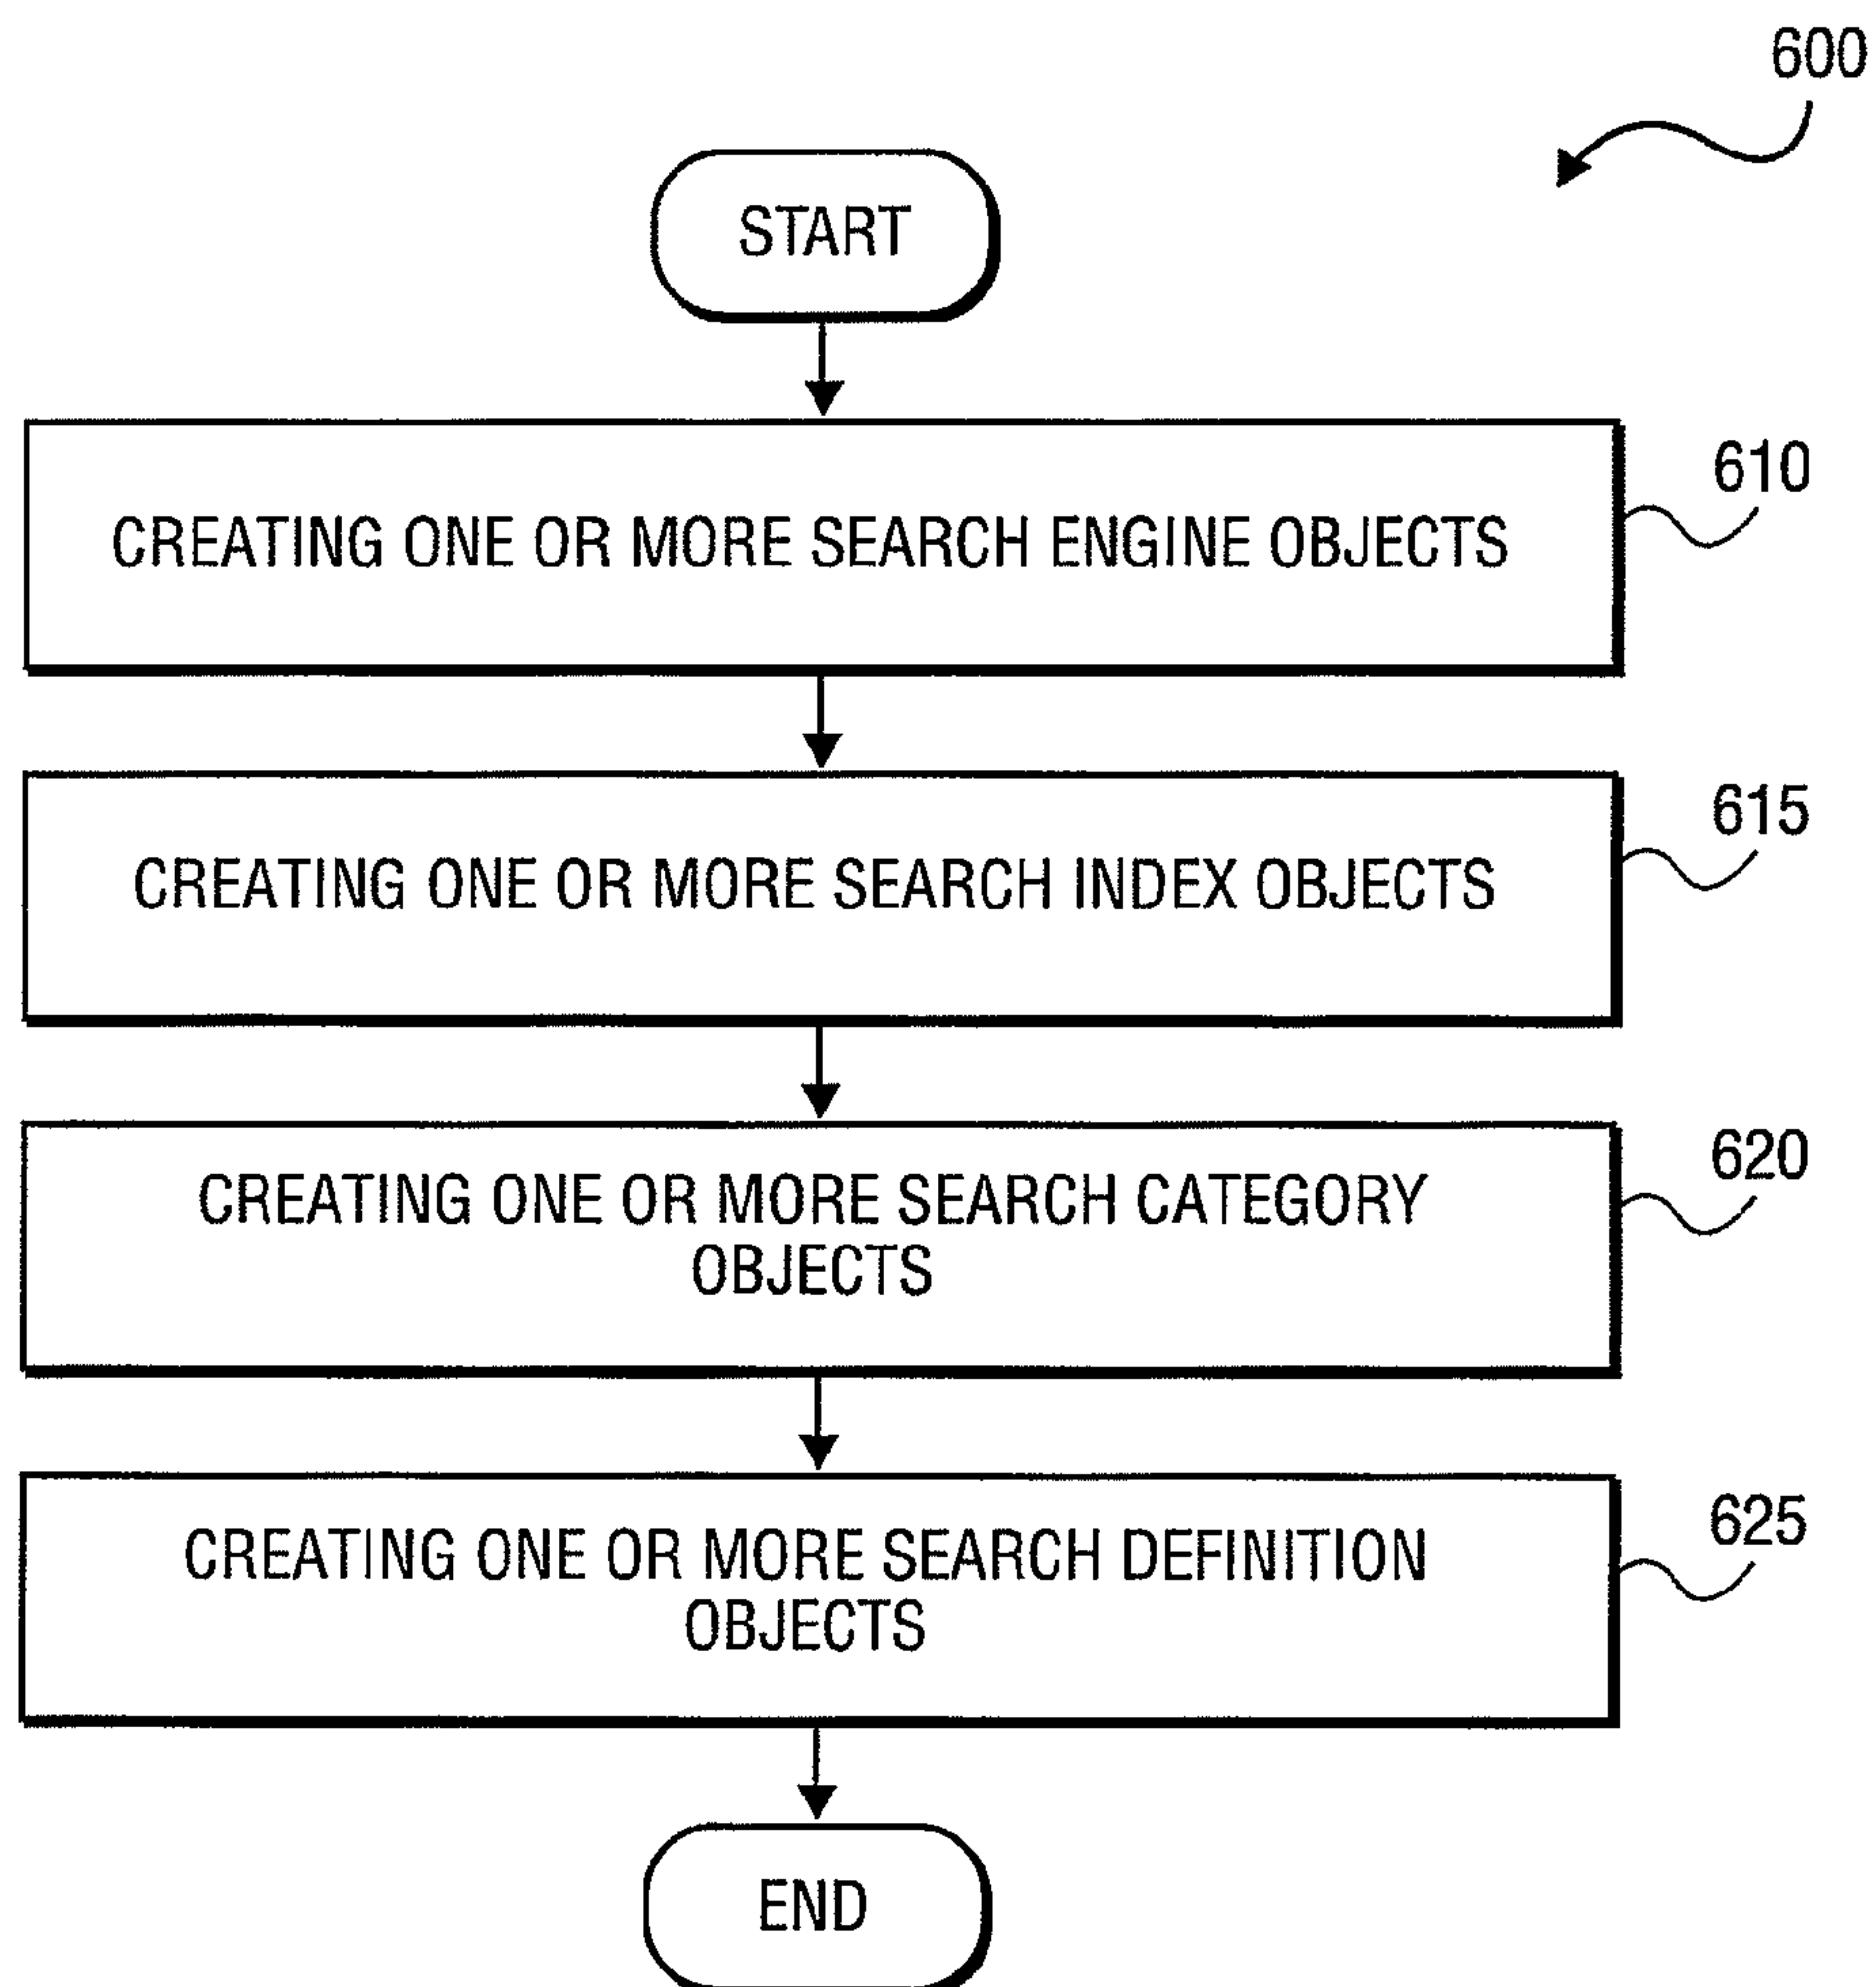 600
START
CREATING ONE OR MORE SEARCH ENGINE OBJECTS
610
CREATING ONE OR MORE SEARCH INDEX OBJECTS
615
CREATING ONE OR MORE SEARCH CATEGORY
OBJECTS
620
CREATING ONE OR MORE SEARCH DEFINITION
OBJECTS
625
END